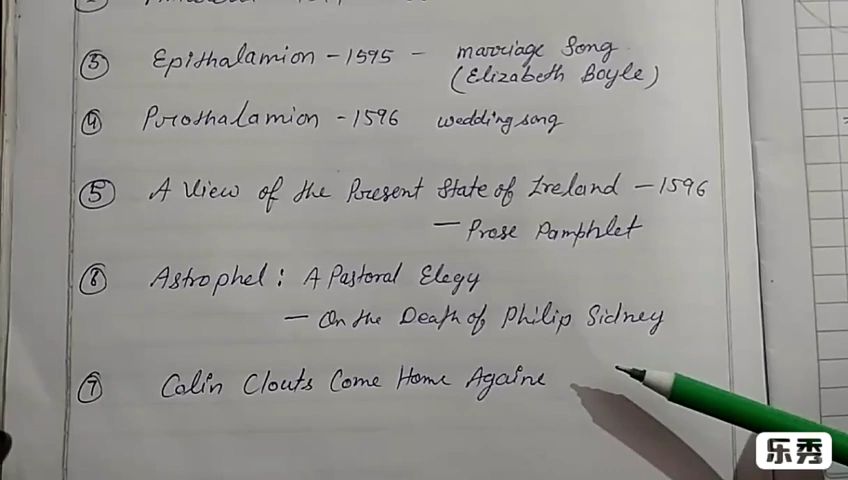 ③ Epithalamion - 1595 - marriage Song
(Elizabeth Boyle)
④ Prothalamion - 1596 wedding song
⑤ A View of the Present State of Ireland - 1596
- Prose Pamphlet
⑥ Astrophel: A Pastoral Elegy
- On the Death of Philip Sidney
⑦ Colin Clouts Come Home Againe
乐秀